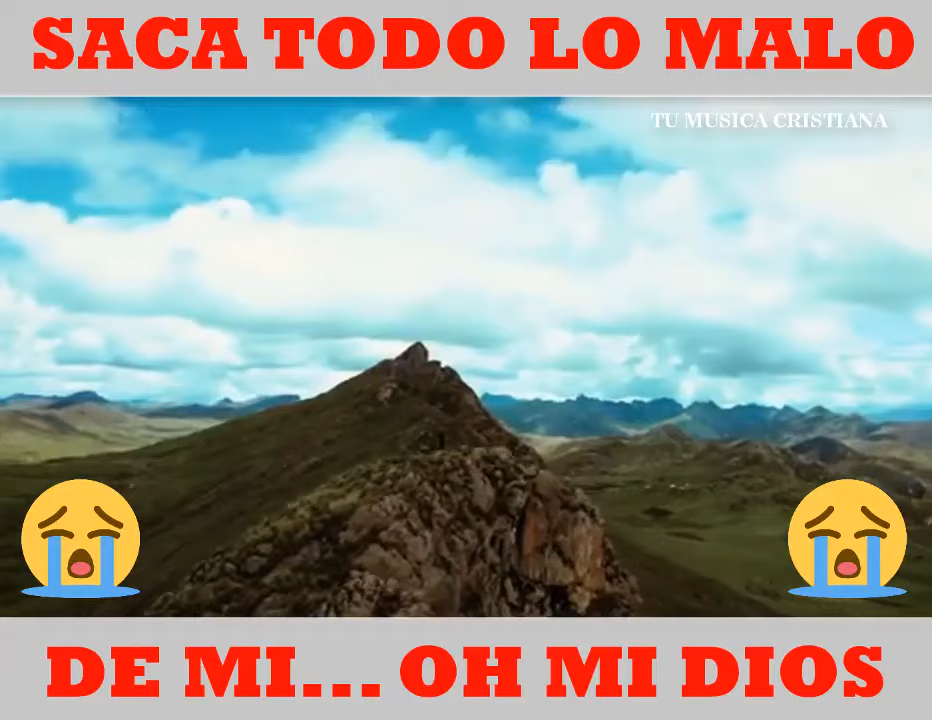 SACA TODO LO MALO
TU MUSICA CRISTIANA
DE MI... OH MI DIOS